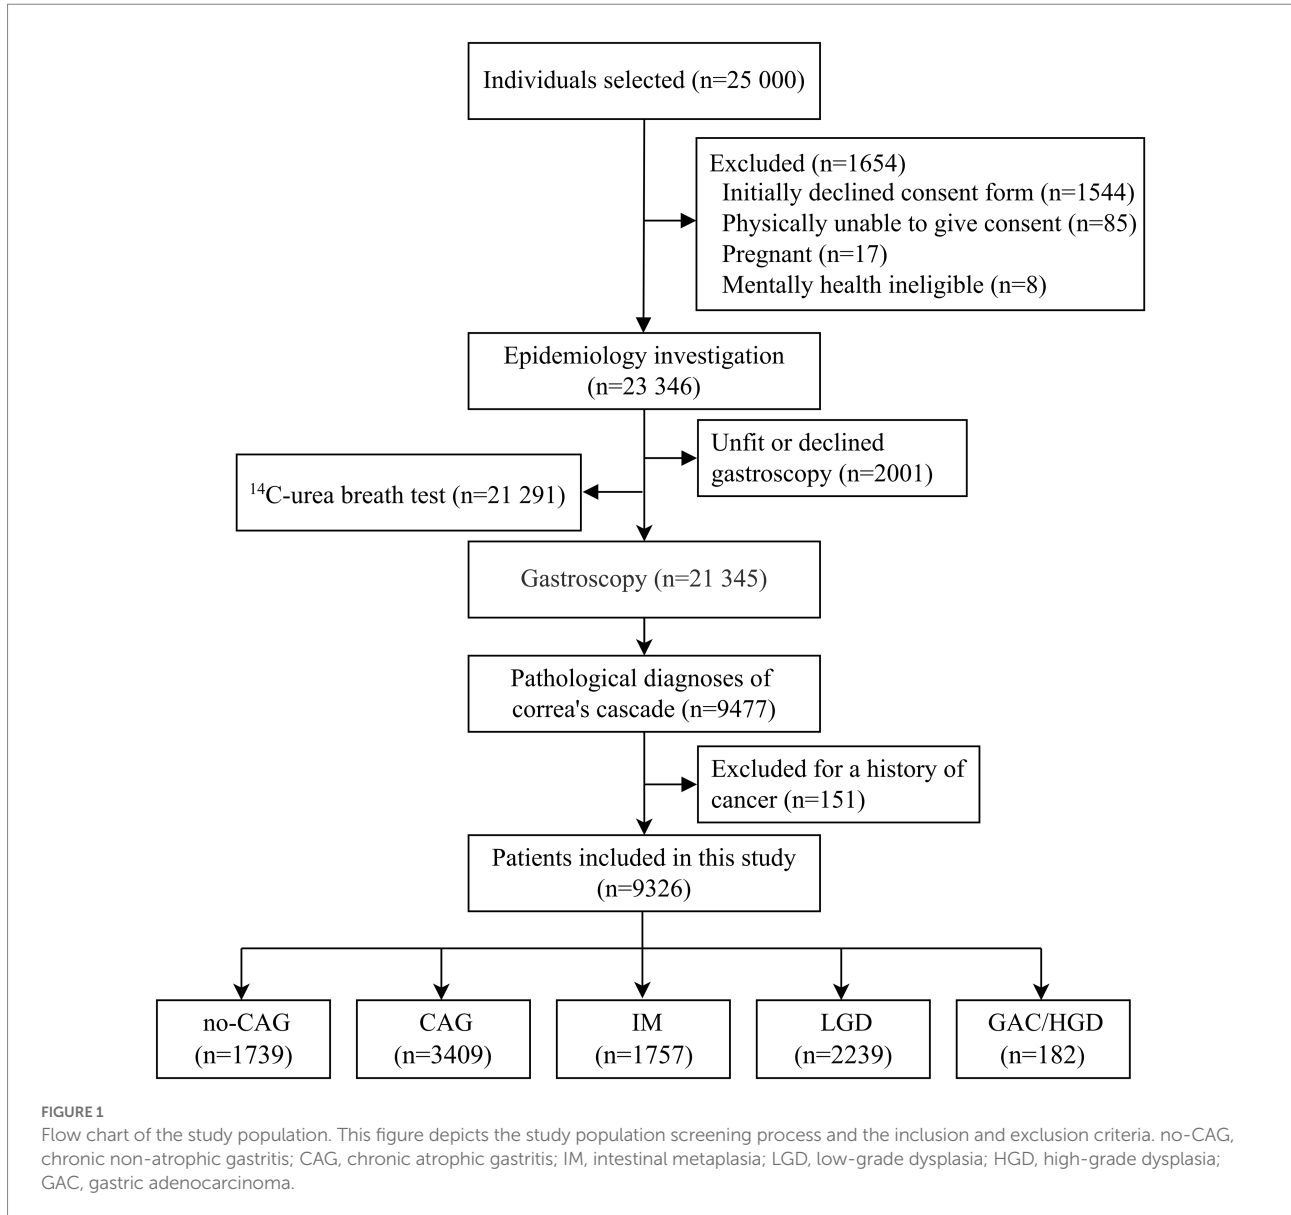 Individuals selected (n=25 000)
Excluded (n=1654)
Initially declined consent form (n=1544)
Physically unable to give consent (n=85)
Pregnant (n=17)
Mentally health ineligible (n=8)
Epidemiology investigation
(n=23 346)
Unfit or declined
gastroscopy (n=2001)
¹⁴C-urea breath test (n=21 291)
Gastroscopy (n=21 345)
Pathological diagnoses of
correa's cascade (n=9477)
Excluded for a history of
cancer (n=151)
Patients included in this study
(n=9326)
no-CAG
(n=1739)
CAG
(n=3409)
IM
(n=1757)
LGD
(n=2239)
GAC/HGD
(n=182)
FIGURE 1
Flow chart of the study population. This figure depicts the study population screening process and the inclusion and exclusion criteria. no-CAG,
chronic non-atrophic gastritis; CAG, chronic atrophic gastritis; IM, intestinal metaplasia; LGD, low-grade dysplasia; HGD, high-grade dysplasia;
GAC, gastric adenocarcinoma.